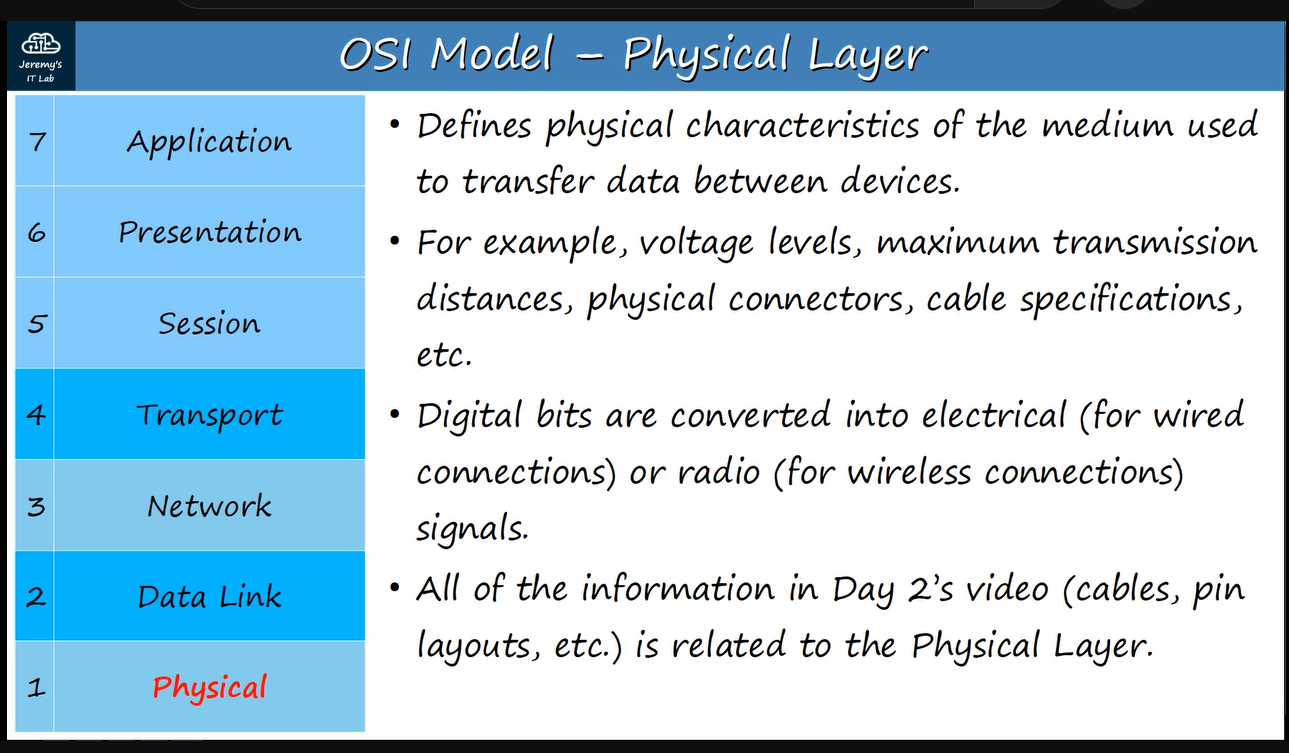 Jeremy's
IT Lab
OSI Model – Physical Layer
7 Application
6 Presentation
5 Session
4 Transport
3 Network
2 Data Link
1 Physical
• Defines physical characteristics of the medium used
to transfer data between devices.
• For example, voltage levels, maximum transmission
distances, physical connectors, cable specifications,
etc.
• Digital bits are converted into electrical (for wired
connections) or radio (for wireless connections)
signals.
• All of the information in Day 2's video (cables, pin
layouts, etc.) is related to the Physical Layer.